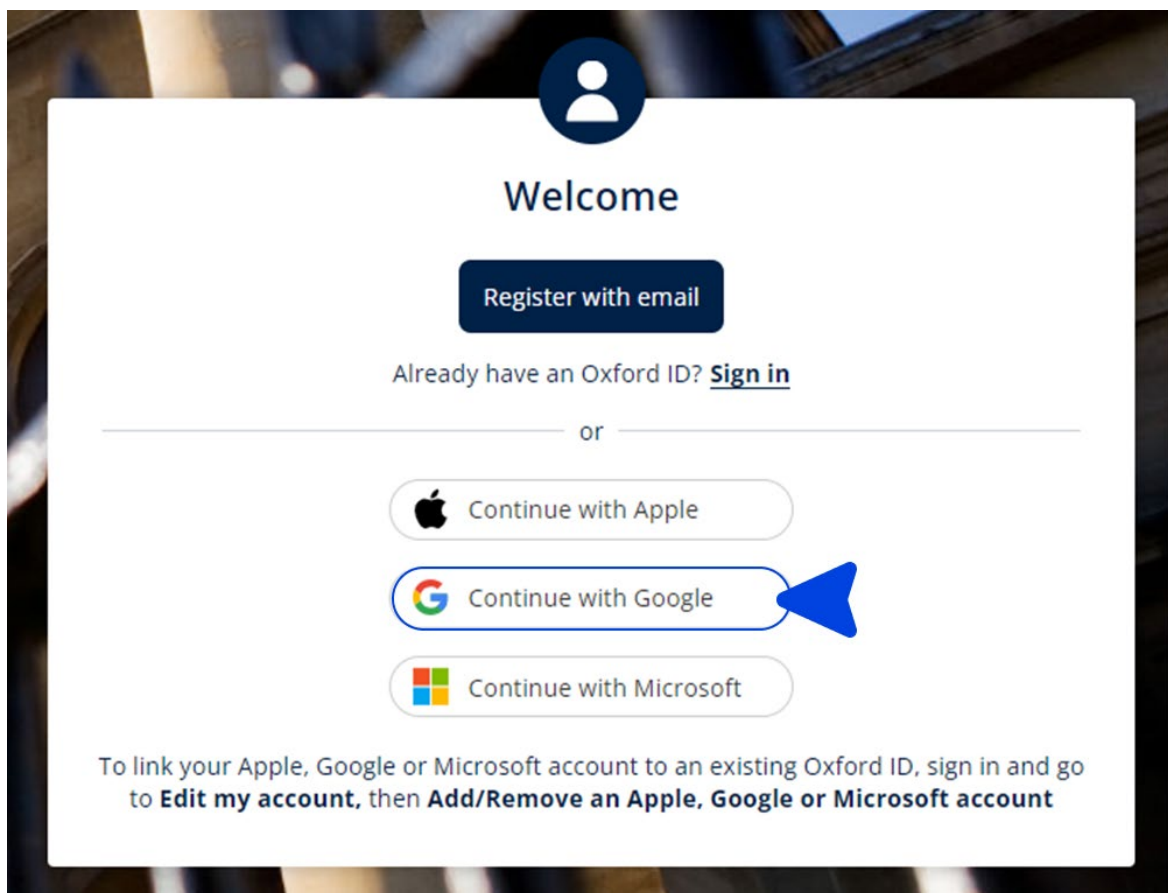 Welcome
Register with email
Already have an Oxford ID? Sign in
or
Continue with Apple
Continue with Google
Continue with Microsoft
To link your Apple, Google or Microsoft account to an existing Oxford ID, sign in and go
to Edit my account, then Add/Remove an Apple, Google or Microsoft account